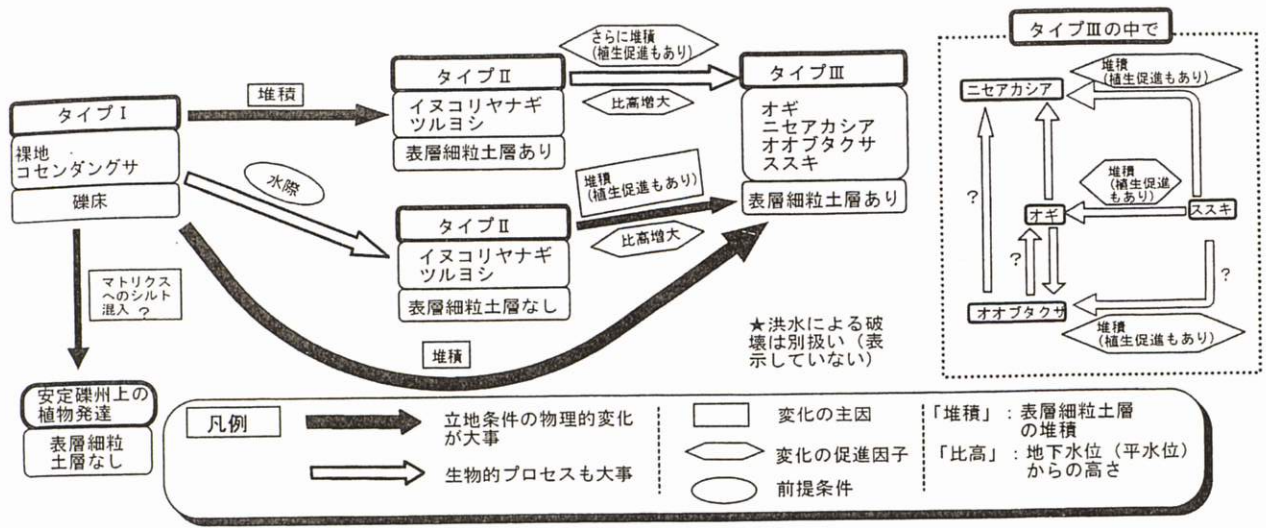 タイプⅠ
裸地
コセンダングサ
礫床
堆積
水際
マトリクス
へのシルト
混入 ?
安定礫州上の
植物発達
表層細粒
土層なし
タイプⅡ
イヌコリヤナギ
ツルヨシ
表層細粒土層あり
タイプⅡ
イヌコリヤナギ
ツルヨシ
表層細粒土層なし
さらに堆積
(植生促進もあり)
比高増大
堆積
(植生促進もあり)
比高増大
堆積
タイプⅢ
オギ
ニセアカシア
オオブタクサ
ススキ
表層細粒土層あり
★洪水による破
壊は別扱い(表
示していない)
タイプⅢの中で
ニセアカシア
堆積
(植生促進もあり)
堆積
(植生促進
もあり)
オギ
ススキ
?
?
?
オオブタクサ
堆積
(植生促進もあり)
凡例
立地条件の物理的変化
が大事
生物的プロセスも大事
変化の主因
変化の促進因子
前提条件
「堆積」:表層細粒土層
の堆積
「比高」:地下水位(平水位)
からの高さ